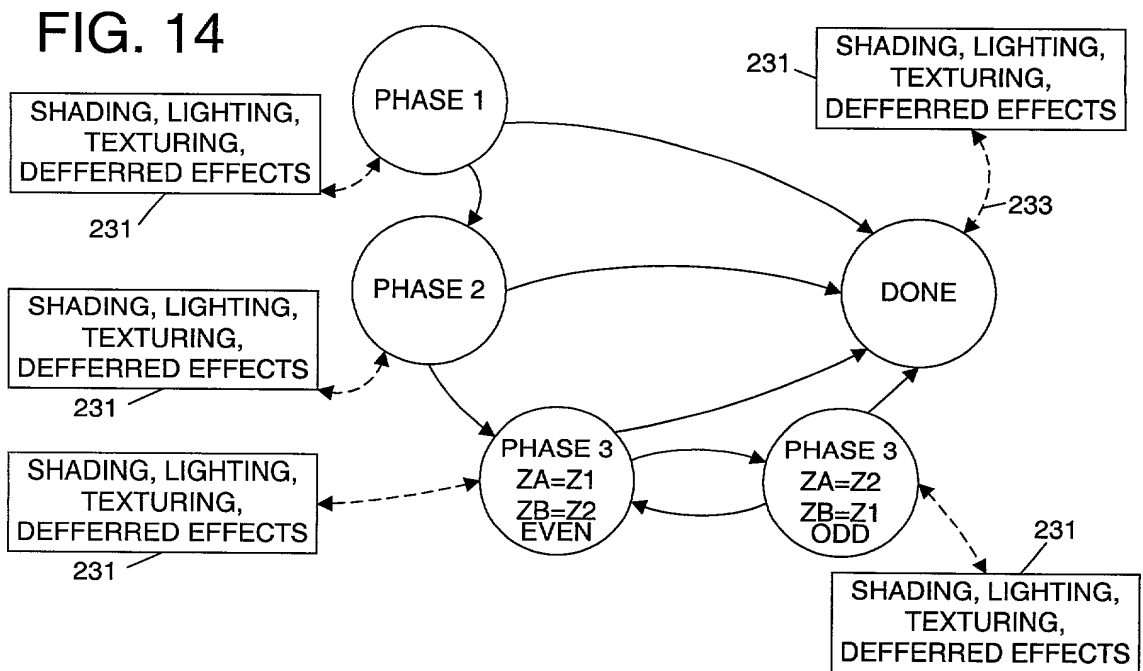 FIG. 14
SHADING, LIGHTING,
TEXTURING,
DEFFERRED EFFECTS
231
PHASE 1
231
SHADING, LIGHTING,
TEXTURING,
DEFFERRED EFFECTS
233
SHADING, LIGHTING,
TEXTURING,
DEFFERRED EFFECTS
231
PHASE 2
DONE
SHADING, LIGHTING,
TEXTURING,
DEFFERRED EFFECTS
231
PHASE 3
ZA=Z1
ZB=Z2
EVEN
PHASE 3
ZA=Z2
ZB=Z1
ODD
231
SHADING, LIGHTING,
TEXTURING,
DEFFERRED EFFECTS